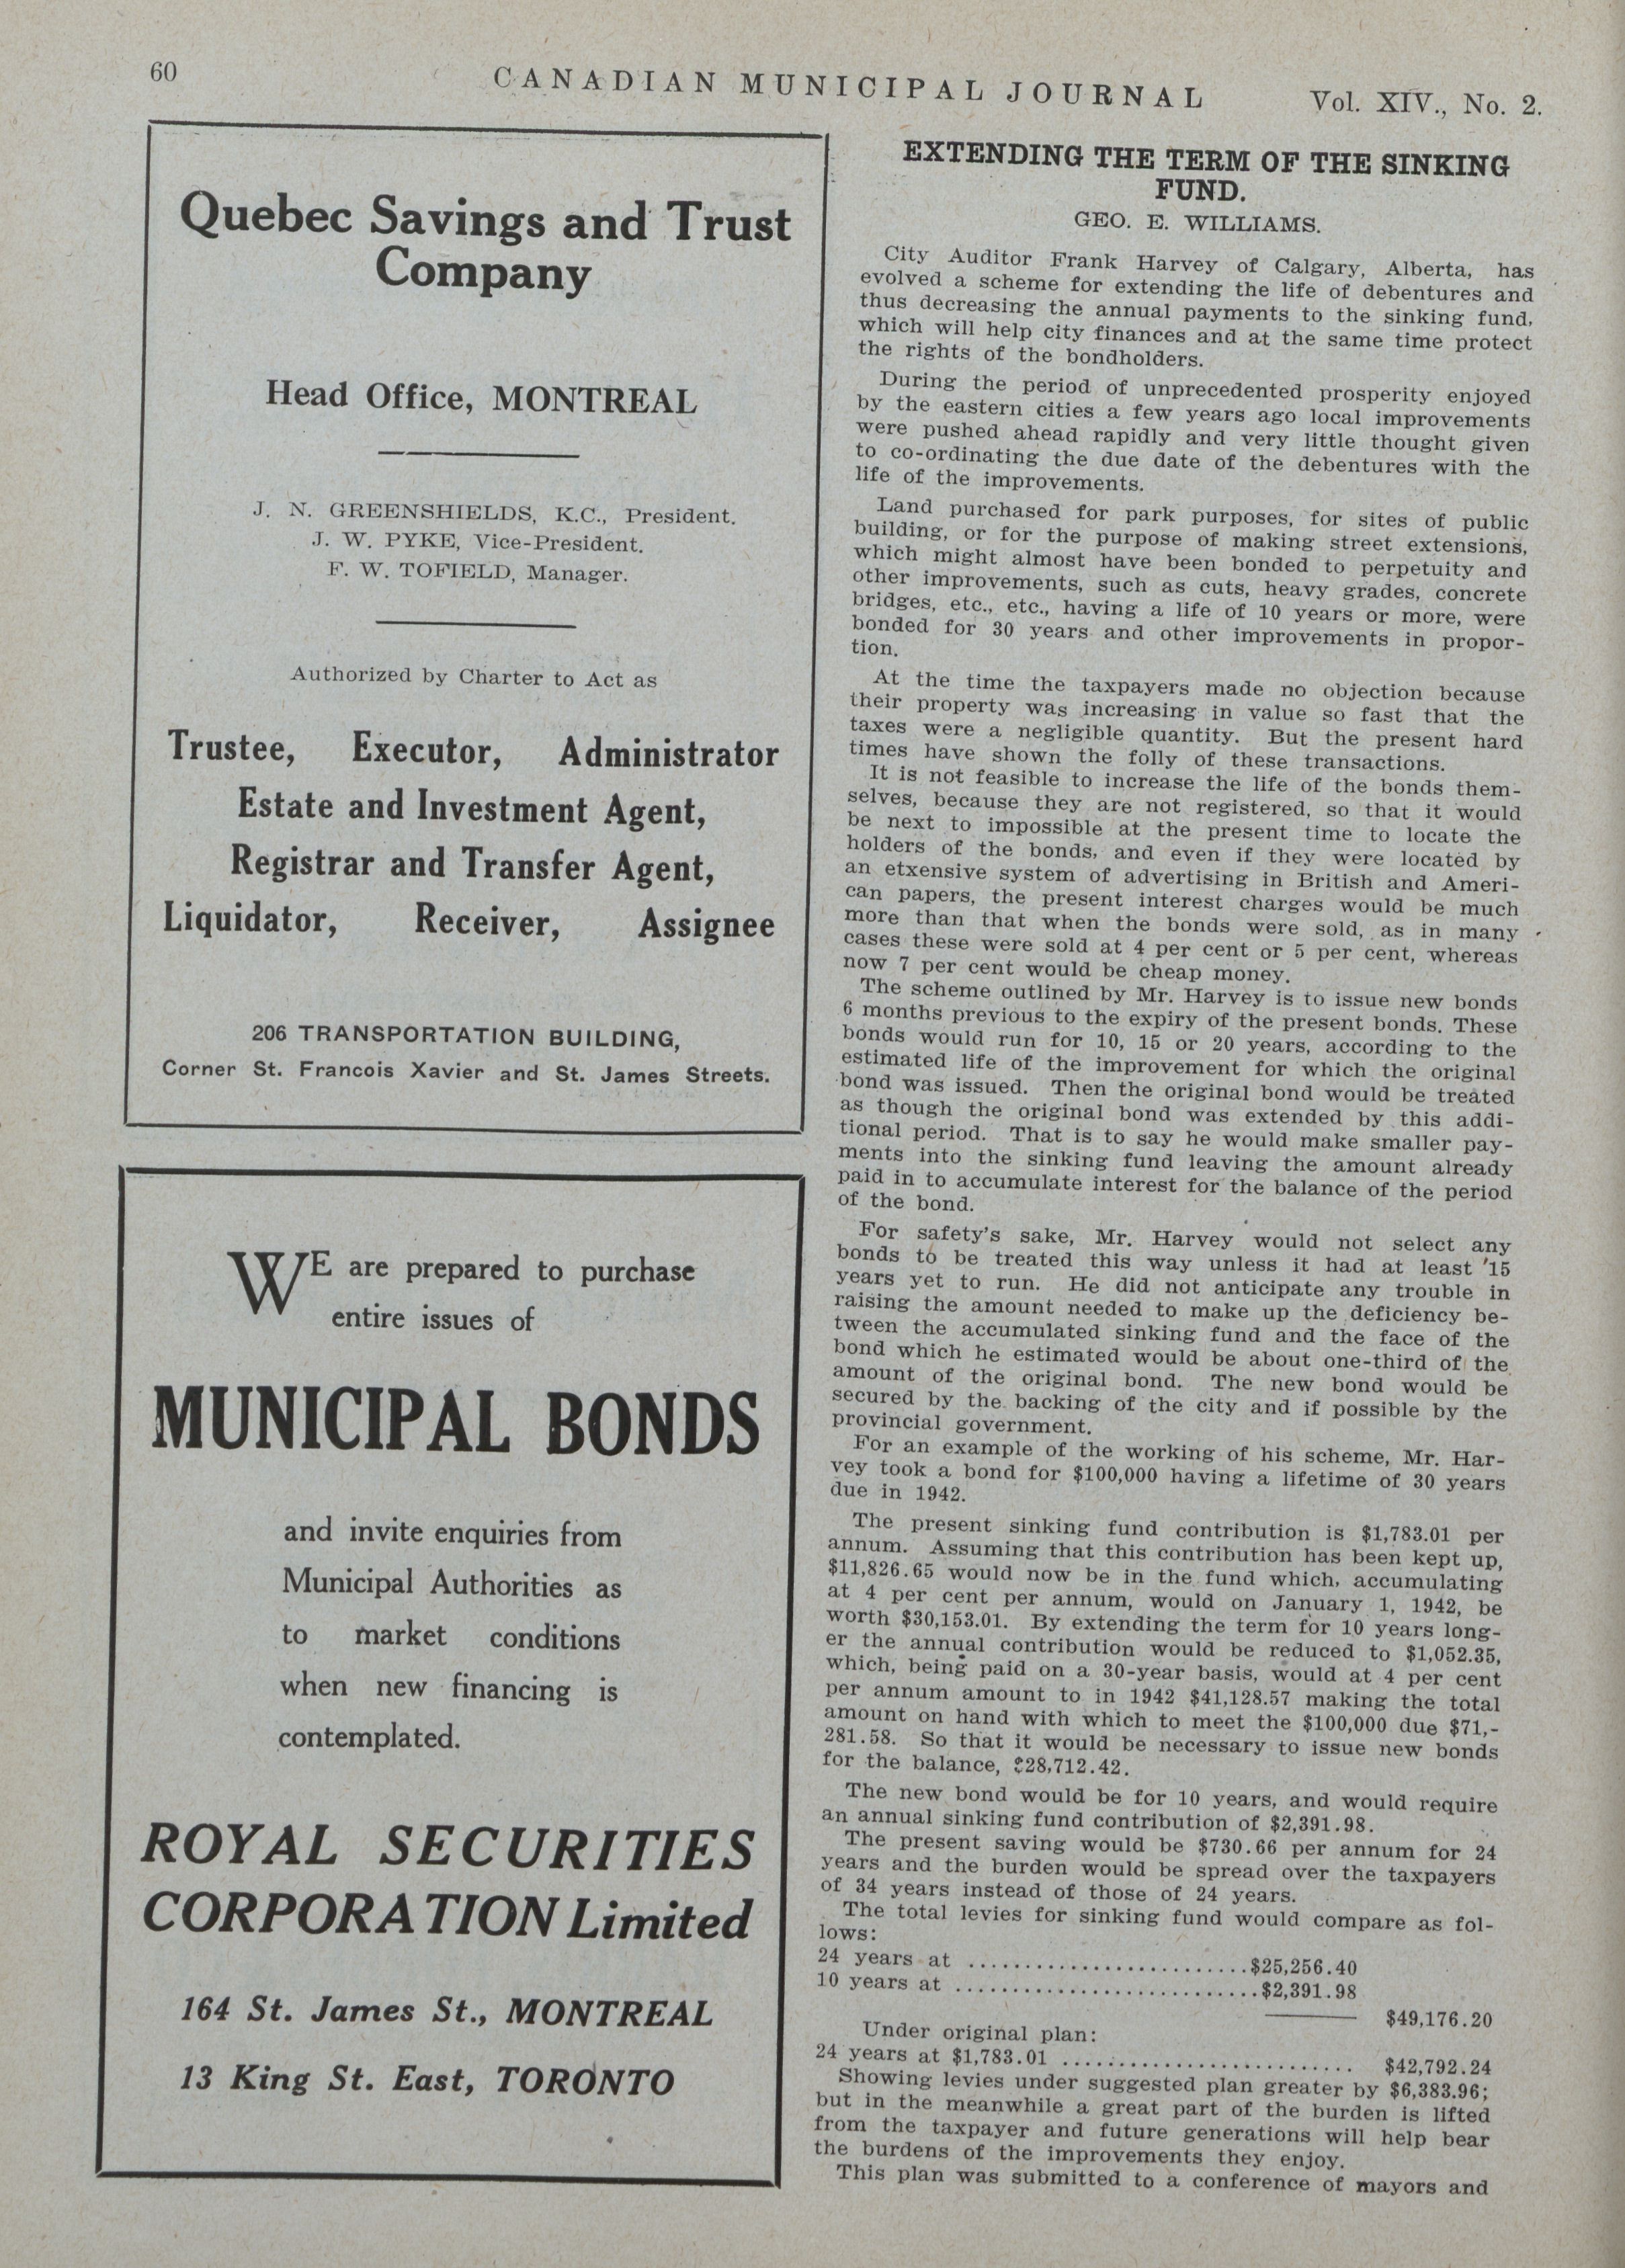 60
CANADIAN MUNICIPAL JOURNAL
Vol. XIV., No. 2.
Quebec Savings and Trust
Company
Head Office, MONTREAL
J. N. GREENSHIELDS, K.C., President.
J. W. PYKE, Vice-President.
F. W. TOFIELD, Manager.
Authorized by Charter to Act as
Trustee, Executor, Administrator
Estate and Investment Agent,
Registrar and Transfer Agent,
Liquidator, Receiver, Assignee
206 TRANSPORTATION BUILDING,
Corner St. Francois Xavier and St. James Streets.
WE are prepared to purchase
entire issues of
MUNICIPAL BONDS
and invite enquiries from
Municipal Authorities as
to market conditions
when new financing is
contemplated.
ROYAL SECURITIES
CORPORATION Limited
164 St. James St., MONTREAL
13 King St. East, TORONTO
EXTENDING THE TERM OF THE SINKING
FUND.
GEO. E. WILLIAMS.
City Auditor Frank Harvey of Calgary, Alberta, has
evolved a scheme for extending the life of debentures and
thus decreasing the annual payments to the sinking fund,
which will help city finances and at the same time protect
the rights of the bondholders.
During the period of unprecedented prosperity enjoyed
by the eastern cities a few years ago local improvements
were pushed ahead rapidly and very little thought given
to co-ordinating the due date of the debentures with the
life of the improvements.
Land purchased for park purposes, for sites of public
building, or for the purpose of making street extensions,
which might almost have been bonded to perpetuity and
other improvements, such as cuts, heavy grades, concrete
bridges, etc., etc., having a life of 10 years or more, were
bonded for 30 years and other improvements in propor-
tion.
At the time the taxpayers made no objection because
their property was increasing in value so fast that the
taxes were a negligible quantity. But the present hard
times have shown the folly of these transactions.
It is not feasible to increase the life of the bonds them-
selves, because they are not registered, so that it would
be next to impossible at the present time to locate the
holders of the bonds, and even if they were located by
an etxensive system of advertising in British and Ameri-
can papers, the present interest charges would be much
more than that when the bonds were sold, as in many
cases these were sold at 4 per cent or 5 per cent, whereas
now 7 per cent would be cheap money.
The scheme outlined by Mr. Harvey is to issue new bonds
6 months previous to the expiry of the present bonds. These
bonds would run for 10, 15 or 20 years, according to the
estimated life of the improvement for which the original
bond was issued. Then the original bond would be treated
as though the original bond was extended by this addi-
tional period. That is to say he would make smaller pay-
ments into the sinking fund leaving the amount already
paid in to accumulate interest for the balance of the period
of the bond.
For safety's sake, Mr. Harvey would not select any
bonds to be treated this way unless it had at least '15
years yet to run. He did not anticipate any trouble in
raising the amount needed to make up the deficiency be-
tween the accumulated sinking fund and the face of the
bond which he estimated would be about one-third of the
amount of the original bond. The new bond would be
secured by the backing of the city and if possible by the
provincial government.
For an example of the working of his scheme, Mr. Har-
vey took a bond for $100,000 having a lifetime of 30 years
due in 1942.
The present sinking fund contribution is $1,783.01 per
annum. Assuming that this contribution has been kept up,
$11,826.65 would now be in the fund which, accumulating
at 4 per cent per annum, would on January 1, 1942, be
worth $30,153.01. By extending the term for 10 years long-
er the annual contribution would be reduced to $1,052.35,
which, being paid on a 30-year basis, would at 4 per cent
per annum amount to in 1942 $41,128.57 making the total
amount on hand with which to meet the $100,000 due $71,-
281.58. So that it would be necessary to issue new bonds
for the balance, $28,712.42.
The new bond would be for 10 years, and would require
an annual sinking fund contribution of $2,391.98.
The present saving would be $730.66 per annum for 24
years and the burden would be spread over the taxpayers
of 34 years instead of those of 24 years.
The total levies for sinking fund would compare as fol-
lows:
24 years at ........................ $25,256.40
10 years at ........................ $2,391.98
$49,176.20
Under original plan:
24 years at $1,783.01 ........................ $42,792.24
Showing levies under suggested plan greater by $6,383.96;
but in the meanwhile a great part of the burden is lifted
from the taxpayer and future generations will help bear
the burdens of the improvements they enjoy.
This plan was submitted to a conference of mayors and